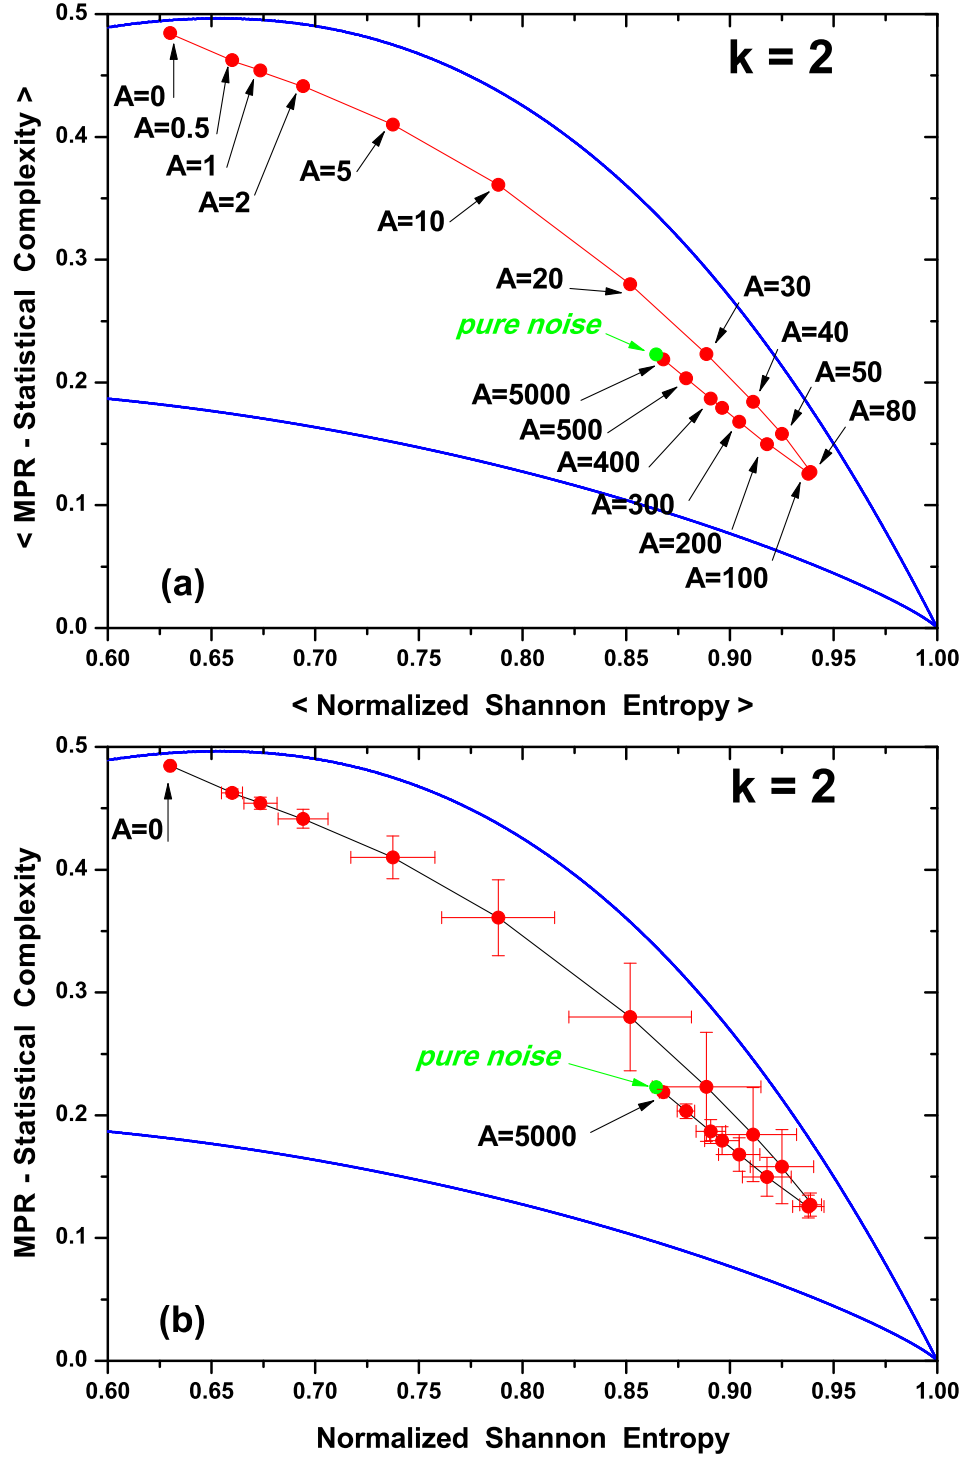 k = 2
0.5
0.4
0.3
0.2
0.1
0.0
< MPR - Statistical Complexity >
A=0
A=0.5
A=1
A=2
A=5
A=10
A=20
A=30
pure noise
A=40
A=50
A=5000
A=80
A=500
A=400
A=300
A=200
A=100
(a)
0.60 0.65 0.70 0.75 0.80 0.85 0.90 0.95 1.00
< Normalized Shannon Entropy >
k = 2
0.5
0.4
0.3
0.2
0.1
0.0
MPR - Statistical Complexity
A=0
pure noise
A=5000
(b)
0.60 0.65 0.70 0.75 0.80 0.85 0.90 0.95 1.00
Normalized Shannon Entropy